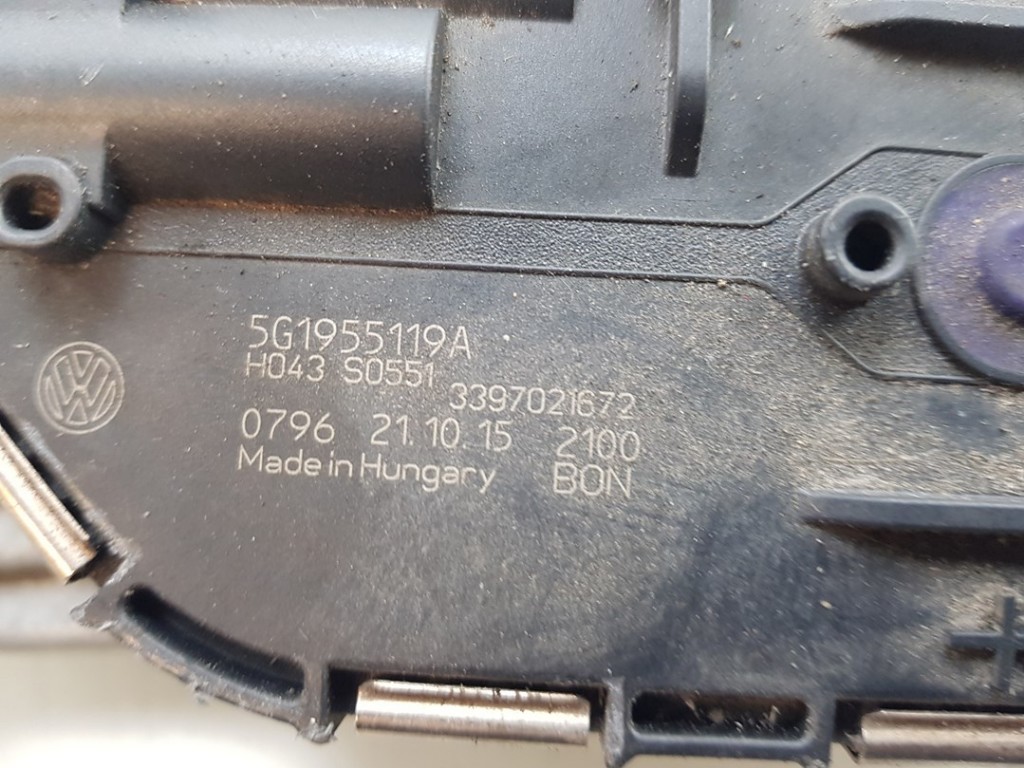 5G1955119A
H043 S0551
3397021672
0796 21.10.15 2100
Made in Hungary BON